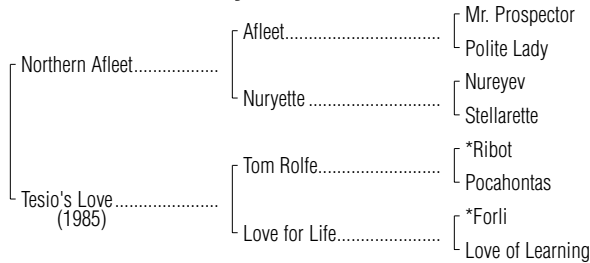 Mr. Prospector
Afleet
Polite Lady
Northern Afleet
Nureyev
Nuryette
Stellarette
*Ribot
Tom Rolfe
Pocahontas
Tesio's Love
(1985)
*Forli
Love for Life
Love of Learning